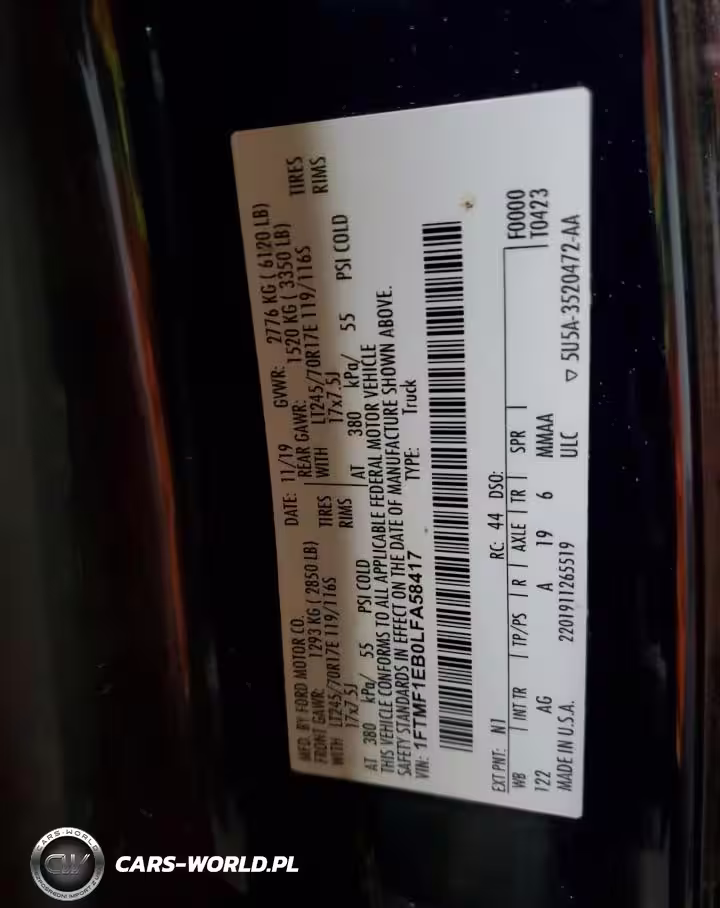 MFD. BY FORD MOTOR CO.
DATE: 11/19 GVWR: 2776 KG ( 6120 LB)
FRONT GAWR: 1293 KG ( 2850 LB)
REAR GAWR: 1520 KG ( 3350 LB)
WITH LT245/70R17E 119/116S TIRES
17x7.5J RIMS
AT 380 kPa/ 55 PSI COLD
WITH LT245/70R17E 119/116S TIRES
17x7.5J RIMS
AT 380 kPa/ 55 PSI COLD
THIS VEHICLE CONFORMS TO ALL APPLICABLE FEDERAL MOTOR VEHICLE
SAFETY STANDARDS IN EFFECT ON THE DATE OF MANUFACTURE SHOWN ABOVE.
VIN: 1FTMF1EB0LFA58417 TYPE: Truck
EXT PNT: N1 RC: 44 DSO: F0000
WB INT TR TP/PS R AXLE TR SPR T0423
122 AG A 19 6 MMAA
MADE IN U.S.A. 2201911265519 ULC ▽ 5U5A-3520472-AA
CARS-WORLD
CW
CARS-WORLD.PL